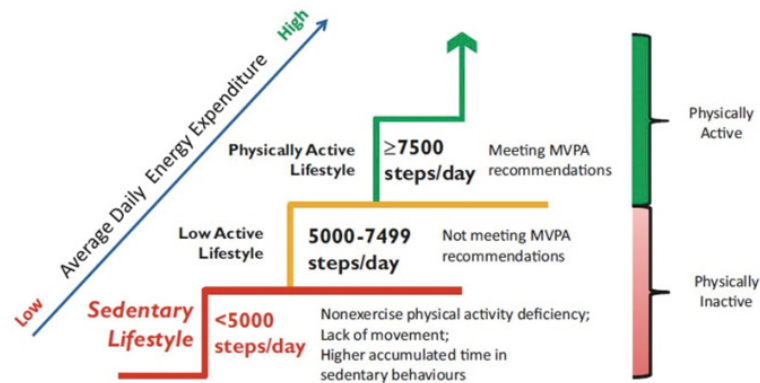 High
Average Daily Energy Expenditure
Low
Physically Active
Lifestyle
≥7500
steps/day
Meeting MVPA
recommendations
Low Active
Lifestyle
5000-7499
steps/day
Not meeting MVPA
recommendations
Sedentary
Lifestyle
<5000
steps/day
Nonexercise physical activity deficiency;
Lack of movement;
Higher accumulated time in
sedentary behaviours
Physically
Active
Physically
Inactive